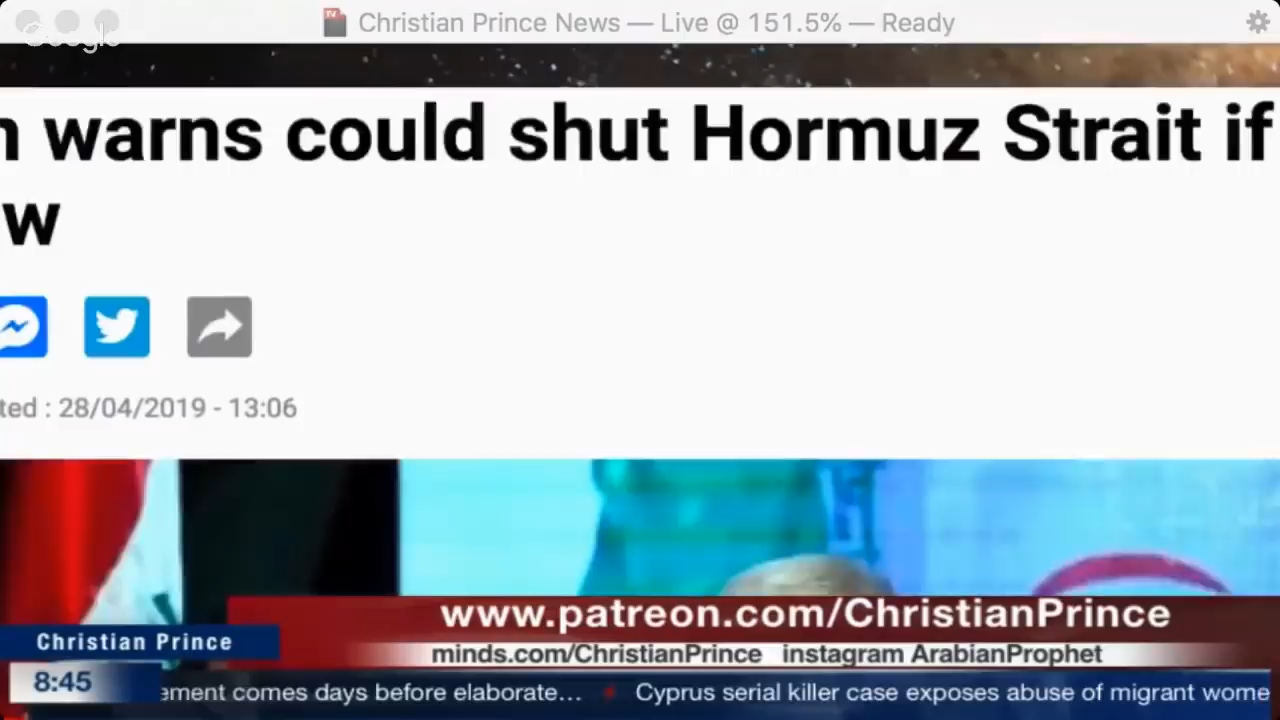 Christian Prince News — Live @ 151.5% — Ready
Google
n warns could shut Hormuz Strait if
w
ted : 28/04/2019 - 13:06
www.patreon.com/ChristianPrince
Christian Prince
minds.com/ChristianPrince instagram ArabianProphet
8:45
ement comes days before elaborate... • Cyprus serial killer case exposes abuse of migrant wome